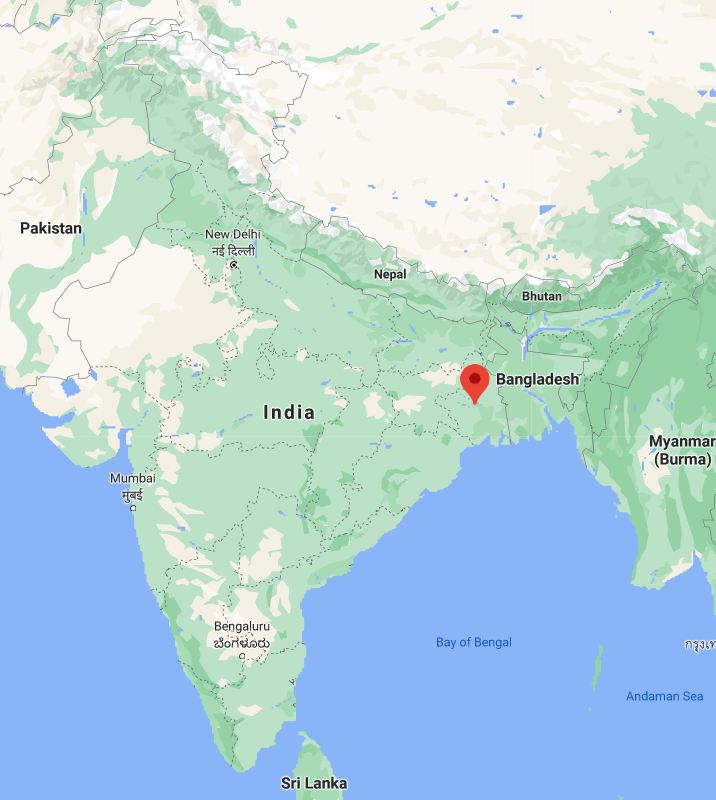 Pakistan
New Delhi
नई दिल्ली
Nepal
Bhutan
Bangladesh
India
Myanmar
(Burma)
Mumbai
मुंबई
Bengaluru
ಬೆಂಗಳೂರು
Bay of Bengal
กรุงเท
Andaman Sea
Sri Lanka